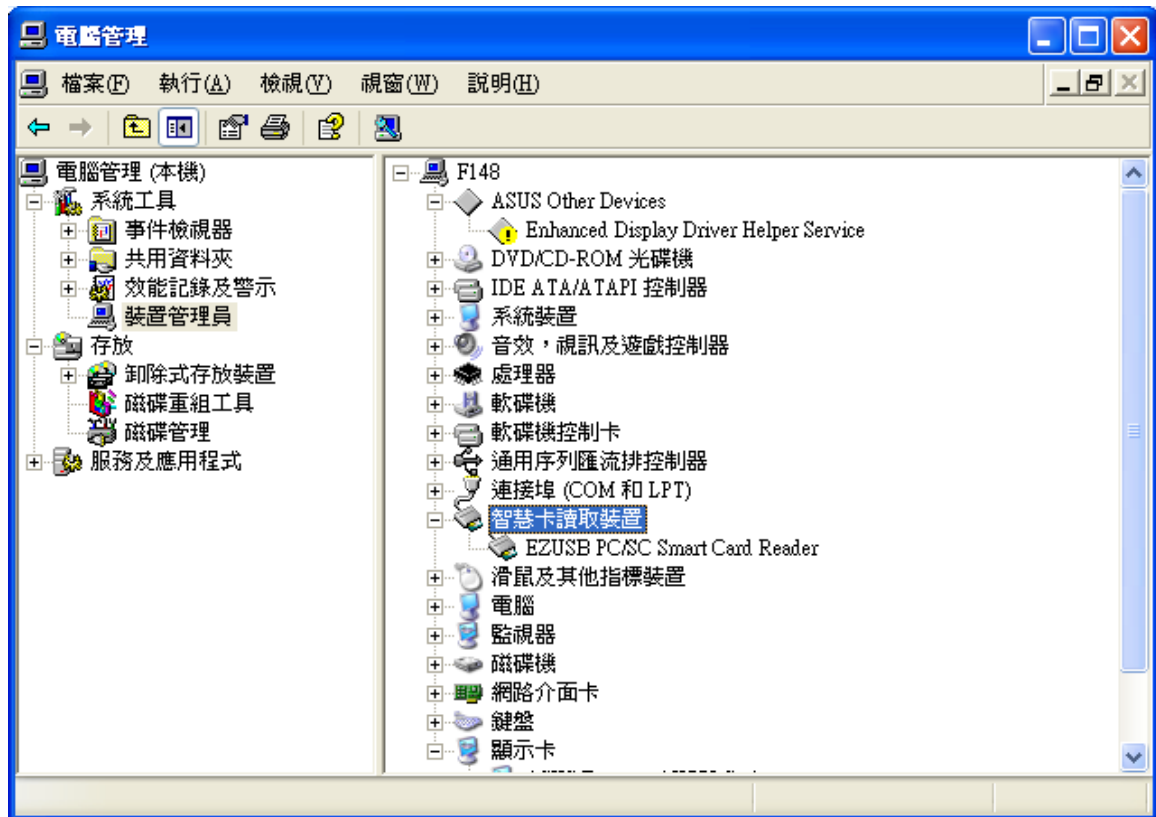 電腦管理
檔案(F) 執行(A) 檢視(V) 視窗(W) 說明(H)
電腦管理 (本機)
系統工具
事件檢視器
共用資料夾
效能記錄及警示
裝置管理員
存放
卸除式存放裝置
磁碟重組工具
磁碟管理
服務及應用程式
F148
ASUS Other Devices
Enhanced Display Driver Helper Service
DVD/CD-ROM 光碟機
IDE ATA/ATAPI 控制器
系統裝置
音效，視訊及遊戲控制器
處理器
軟碟機
軟碟機控制卡
通用序列匯流排控制器
連接埠 (COM 和 LPT)
智慧卡讀取裝置
EZUSB PC/SC Smart Card Reader
滑鼠及其他指標裝置
電腦
監視器
磁碟機
網路介面卡
鍵盤
顯示卡